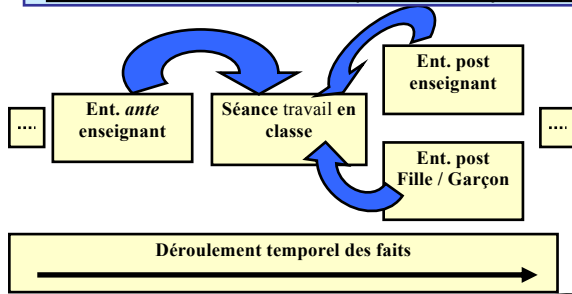 ....
Ent. ante
enseignant
Séance travail en
classe
Ent. post
enseignant
Ent. post
Fille / Garçon
....
Déroulement temporel des faits